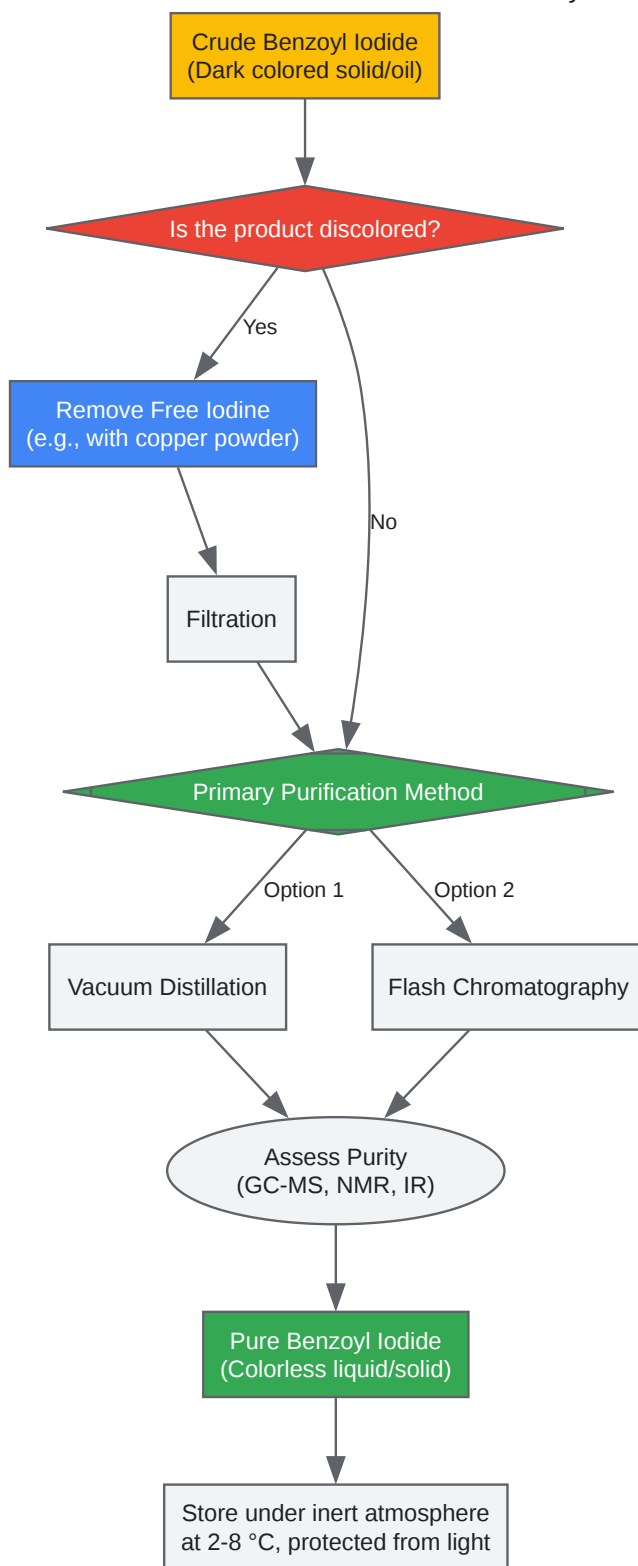 Crude Benzoyl Iodide
(Dark colored solid/oil)
Is the product discolored?
Yes
Remove Free Iodine
(e.g., with copper powder)
No
Filtration
Primary Purification Method
Option 1
Option 2
Vacuum Distillation
Flash Chromatography
Assess Purity
(GC-MS, NMR, IR)
Pure Benzoyl Iodide
(Colorless liquid/solid)
Store under inert atmosphere
at 2-8 °C, protected from light